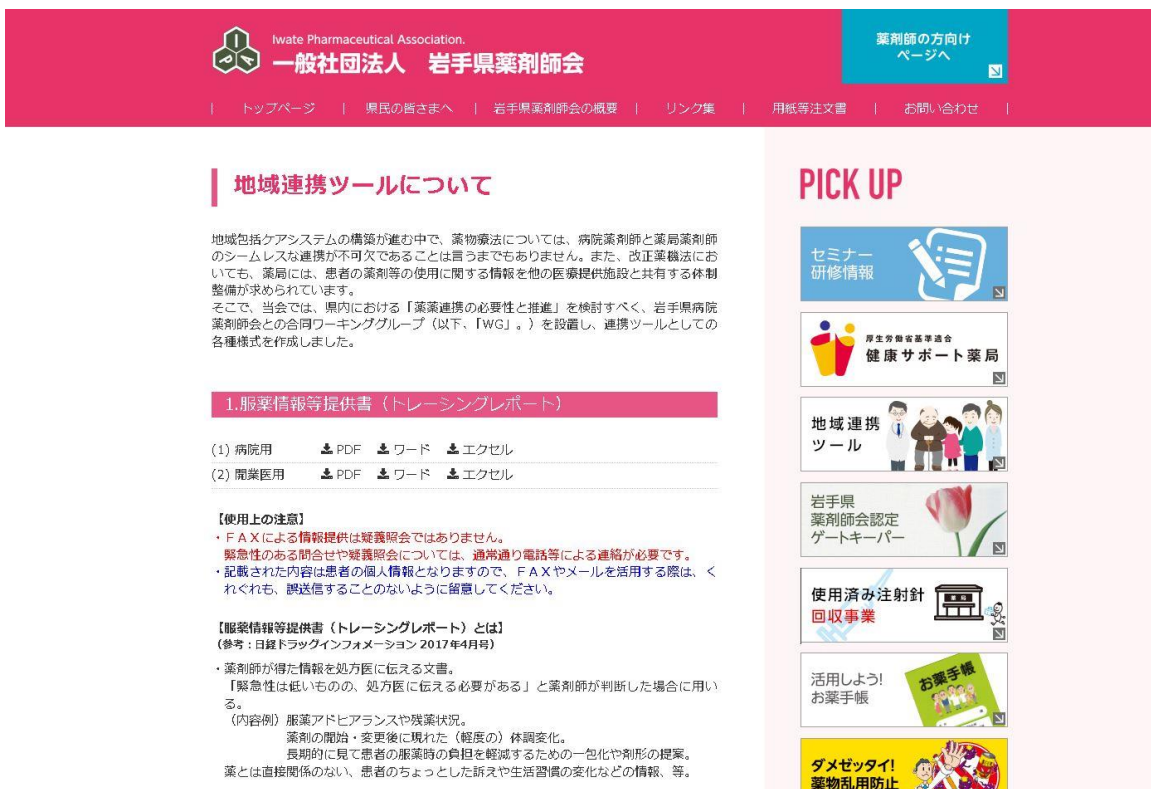 Iwate Pharmaceutical Association.
一般社団法人 岩手県薬剤師会
薬剤師の方向け
ページへ
トップページ | 県民の皆さまへ | 岩手県薬剤師会の概要 | リンク集 | 用紙等注文書 | お問い合わせ
地域連携ツールについて
地域包括ケアシステムの構築が進む中で、薬物療法については、病院薬剤師と薬局薬剤師
のシームレスな連携が不可欠であることは言うまでもありません。また、改正薬機法にお
いても、薬局には、患者の薬剤等の使用に関する情報を他の医療提供施設と共有する体制
整備が求められています。
そこで、当会では、県内における「薬薬連携の必要性と推進」を検討すべく、岩手県病院
薬剤師会との合同ワーキンググループ（以下、「WG」。）を設置し、連携ツールとしての
各種様式を作成しました。
1.服薬情報等提供書（トレーシングレポート）
(1) 病院用 PDF ワード エクセル
(2) 開業医用 PDF ワード エクセル
【使用上の注意】
・ＦＡＸによる情報提供は疑義照会ではありません。
緊急性のある問合せや疑義照会については、通常通り電話等による連絡が必要です。
・記載された内容は患者の個人情報となりますので、ＦＡＸやメールを活用する際は、く
れぐれも、誤送信することのないように留意してください。
【服薬情報等提供書（トレーシングレポート）とは】
（参考：日経ドラッグインフォメーション 2017年4月号）
・薬剤師が得た情報を処方医に伝える文書。
「緊急性は低いものの、処方医に伝える必要がある」と薬剤師が判断した場合に用い
る。
（内容例）服薬アドヒアランスや残薬状況。
薬剤の開始・変更後に現れた（軽度の）体調変化。
長期的に見て患者の服薬時の負担を軽減するための一包化や剤形の提案。
薬とは直接関係のない、患者のちょっとした訴えや生活習慣の変化などの情報、等。
PICK UP
セミナー
研修情報
厚生労働省基準適合
健康サポート薬局
地域連携
ツール
岩手県
薬剤師会認定
ゲートキーパー
使用済み注射針
回収事業
薬局
活用しよう!
お薬手帳
お薬手帳
ダメゼッタイ!
薬物乱用防止